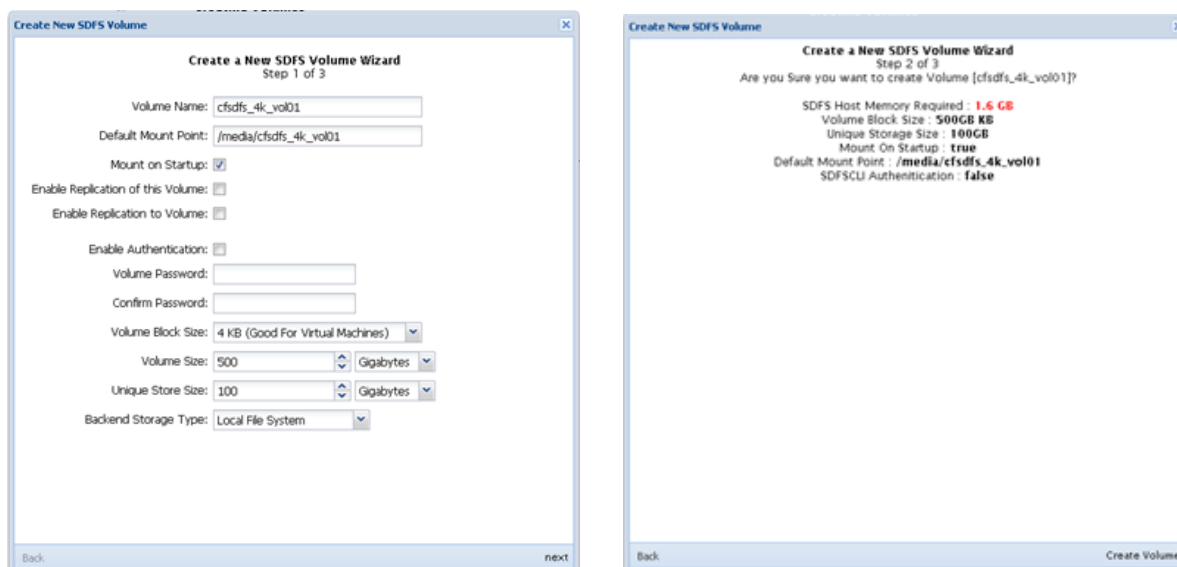 Create New SDFS Volume
Create a New SDFS Volume Wizard
Step 1 of 3
Volume Name: cfsdfs_4k_vol01
Default Mount Point: /media/cfsdfs_4k_vol01
Mount on Startup:
Enable Replication of this Volume:
Enable Replication to Volume:
Enable Authentication:
Volume Password:
Confirm Password:
Volume Block Size: 4 KB (Good For Virtual Machines)
Volume Size: 500 Gigabytes
Unique Store Size: 100 Gigabytes
Backend Storage Type: Local File System
Back next
Create New SDFS Volume
Create a New SDFS Volume Wizard
Step 2 of 3
Are you Sure you want to create Volume [cfsdfs_4k_vol01]?
SDFS Host Memory Required : 1.6 GB
Volume Block Size : 500GB KB
Unique Storage Size : 100GB
Mount On Startup : true
Default Mount Point : /media/cfsdfs_4k_vol01
SDFSCLI Authenitication : false
Back Create Volume